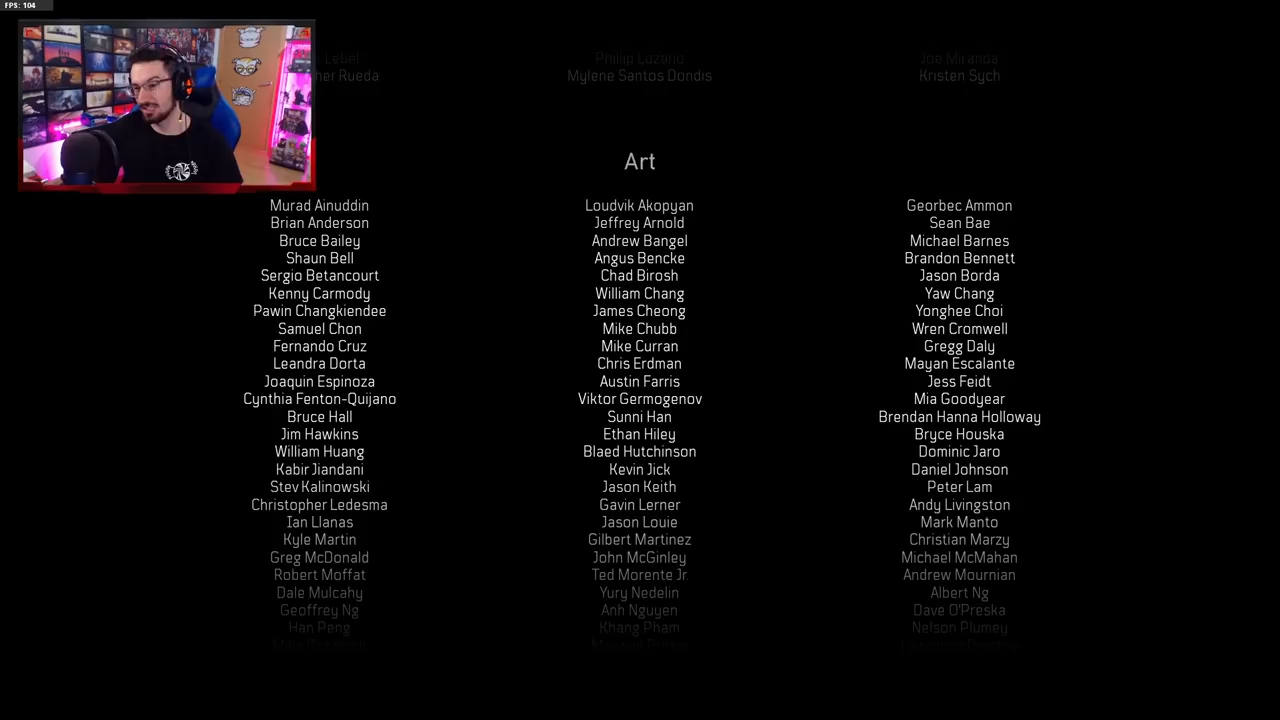 FPS: 104
Lebel Phillip Lozano Joe Miranda
her Rueda Mylene Santos Dondis Kristen Sych
Art
Murad Ainuddin Loudvik Akopyan Georbec Ammon
Brian Anderson Jeffrey Arnold Sean Bae
Bruce Bailey Andrew Bangel Michael Barnes
Shaun Bell Angus Bencke Brandon Bennett
Sergio Betancourt Chad Birosh Jason Borda
Kenny Carmody William Chang Yaw Chang
Pawin Changkiendee James Cheong Yonghee Choi
Samuel Chon Mike Chubb Wren Cromwell
Fernando Cruz Mike Curran Gregg Daly
Leandra Dorta Chris Erdman Mayan Escalante
Joaquin Espinoza Austin Farris Jess Feidt
Cynthia Fenton-Quijano Viktor Germogenov Mia Goodyear
Bruce Hall Sunni Han Brendan Hanna Holloway
Jim Hawkins Ethan Hiley Bryce Houska
William Huang Blaed Hutchinson Dominic Jaro
Kabir Jiandani Kevin Jick Daniel Johnson
Stev Kalinowski Jason Keith Peter Lam
Christopher Ledesma Gavin Lerner Andy Livingston
Ian Llanas Jason Louie Mark Manto
Kyle Martin Gilbert Martinez Christian Marzy
Greg McDonald John McGinley Michael McMahan
Robert Moffat Ted Morente Jr. Andrew Mournian
Dale Mulcahy Yury Nedelin Albert Ng
Geoffrey Ng Anh Nguyen Dave O'Preska
Han Peng Khang Pham Nelson Plumey